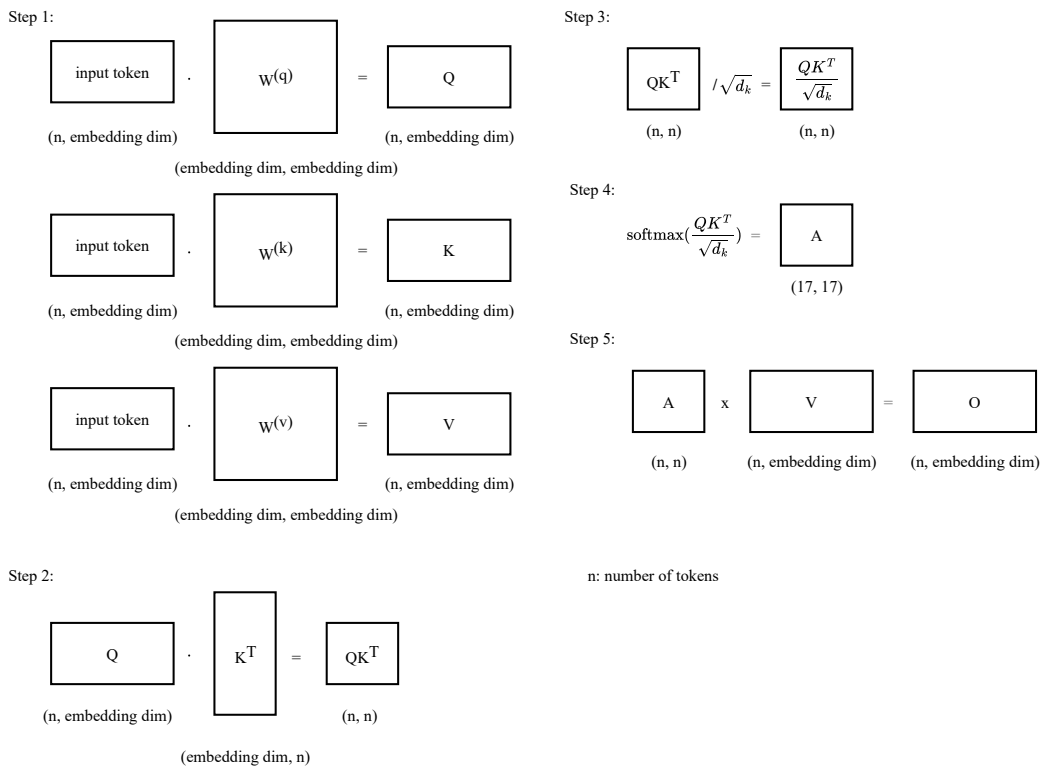 Step 1:
input token · W(q) = Q
(n, embedding dim) (n, embedding dim)
(embedding dim, embedding dim)
input token · W(k) = K
(n, embedding dim) (n, embedding dim)
(embedding dim, embedding dim)
input token · W(v) = V
(n, embedding dim) (n, embedding dim)
(embedding dim, embedding dim)
Step 2:
Q · K^T = QK^T
(n, embedding dim) (n, n)
(embedding dim, n)
Step 3:
QK^T / √d_k = QK^T / √d_k
(n, n) (n, n)
Step 4:
softmax(QK^T / √d_k) = A
(17, 17)
Step 5:
A x V = O
(n, n) (n, embedding dim) (n, embedding dim)
n: number of tokens